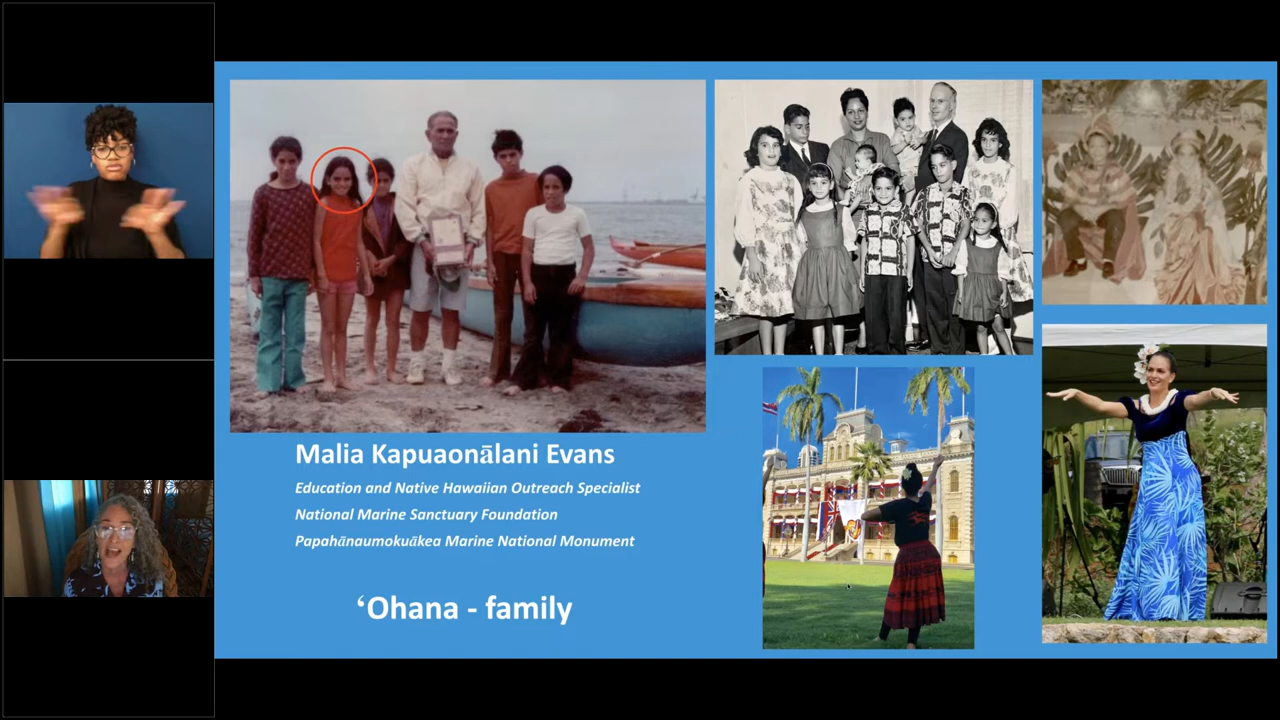 Malia Kapuaonālani Evans
Education and Native Hawaiian Outreach Specialist
National Marine Sanctuary Foundation
Papahānaumokuākea Marine National Monument
ʻOhana - family